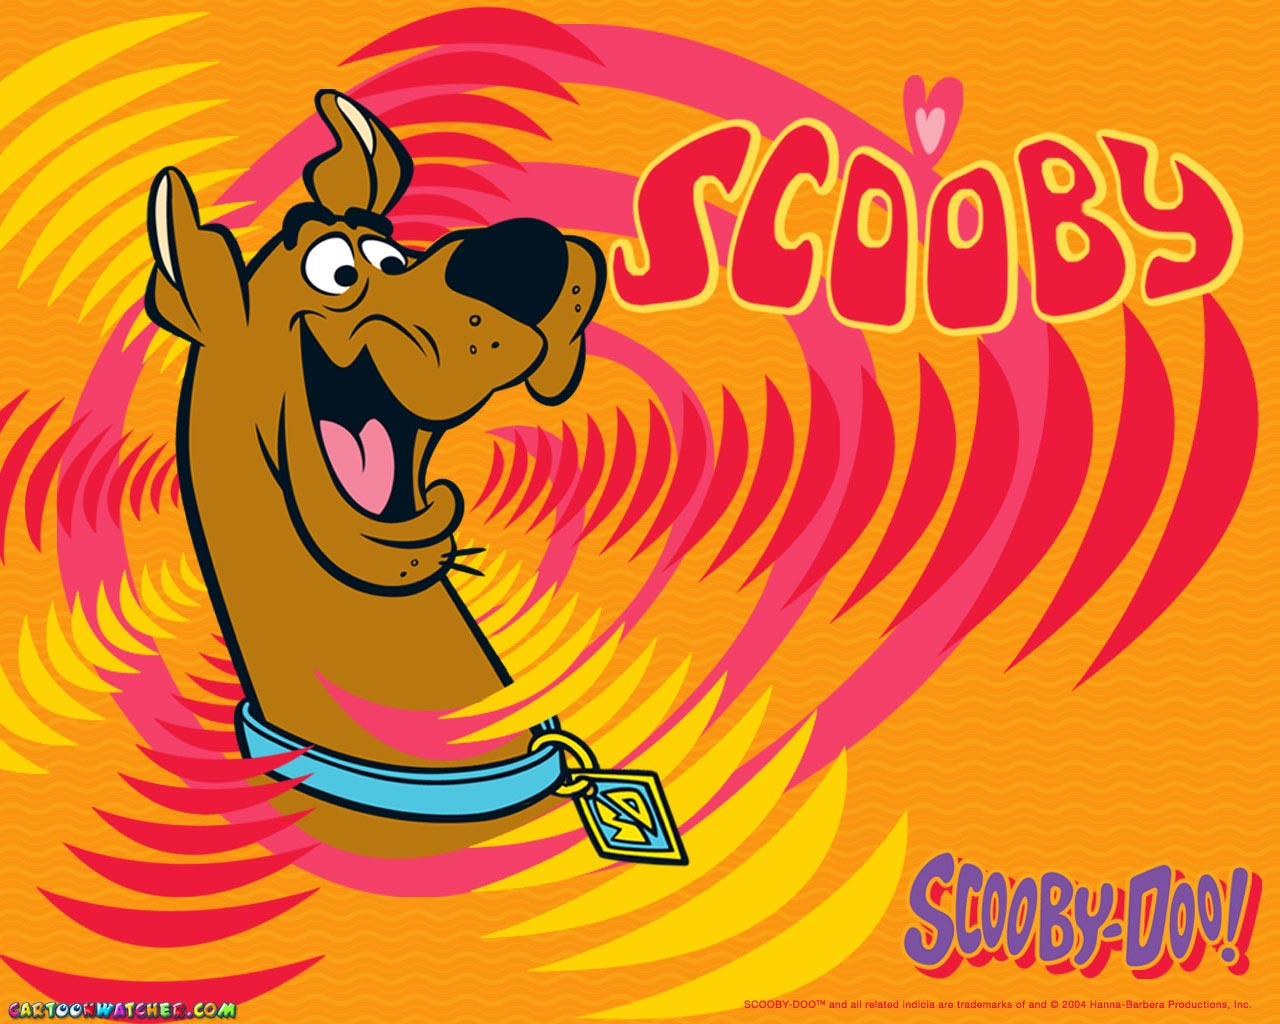 SCOOBY
SD
SCOOBY-DOO!
CARTOONWATCHER.COM
SCOOBY-DOO™ and all related indicia are trademarks of and © 2004 Hanna-Barbera Productions, Inc.